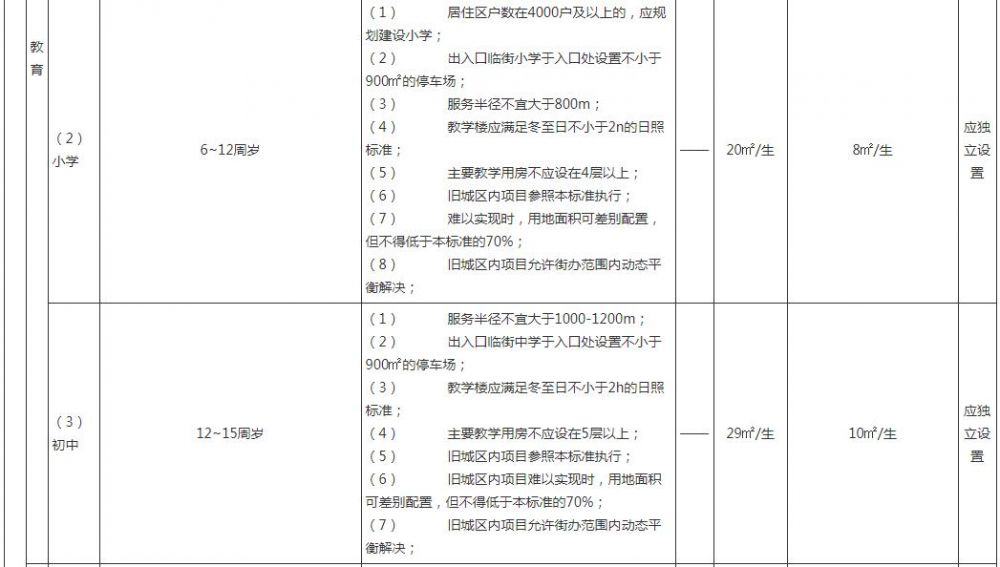 教
育
（2）
小学
6~12周岁
（1） 居住区户数在4000户及以上的，应规
划建设小学；
（2） 出入口临街小学于入口处设置不小于
900㎡的停车场；
（3） 服务半径不宜大于800m；
（4） 教学楼应满足冬至日不小于2n的日照
标准；
（5） 主要教学用房不应设在4层以上；
（6） 旧城区内项目参照本标准执行；
（7） 难以实现时，用地面积可差别配置，
但不得低于本标准的70%；
（8） 旧城区内项目允许街办范围内动态平
衡解决；
——
20㎡/生
8㎡/生
应独
立设
置
（3）
初中
12~15周岁
（1） 服务半径不宜大于1000-1200m；
（2） 出入口临街中学于入口处设置不小于
900㎡的停车场；
（3） 教学楼应满足冬至日不小于2h的日照
标准；
（4） 主要教学用房不应设在5层以上；
（5） 旧城区内项目参照本标准执行；
（6） 旧城区内项目难以实现时，用地面积
可差别配置，但不得低于本标准的70%；
（7） 旧城区内项目允许街办范围内动态平
衡解决；
——
29㎡/生
10㎡/生
应独
立设
置